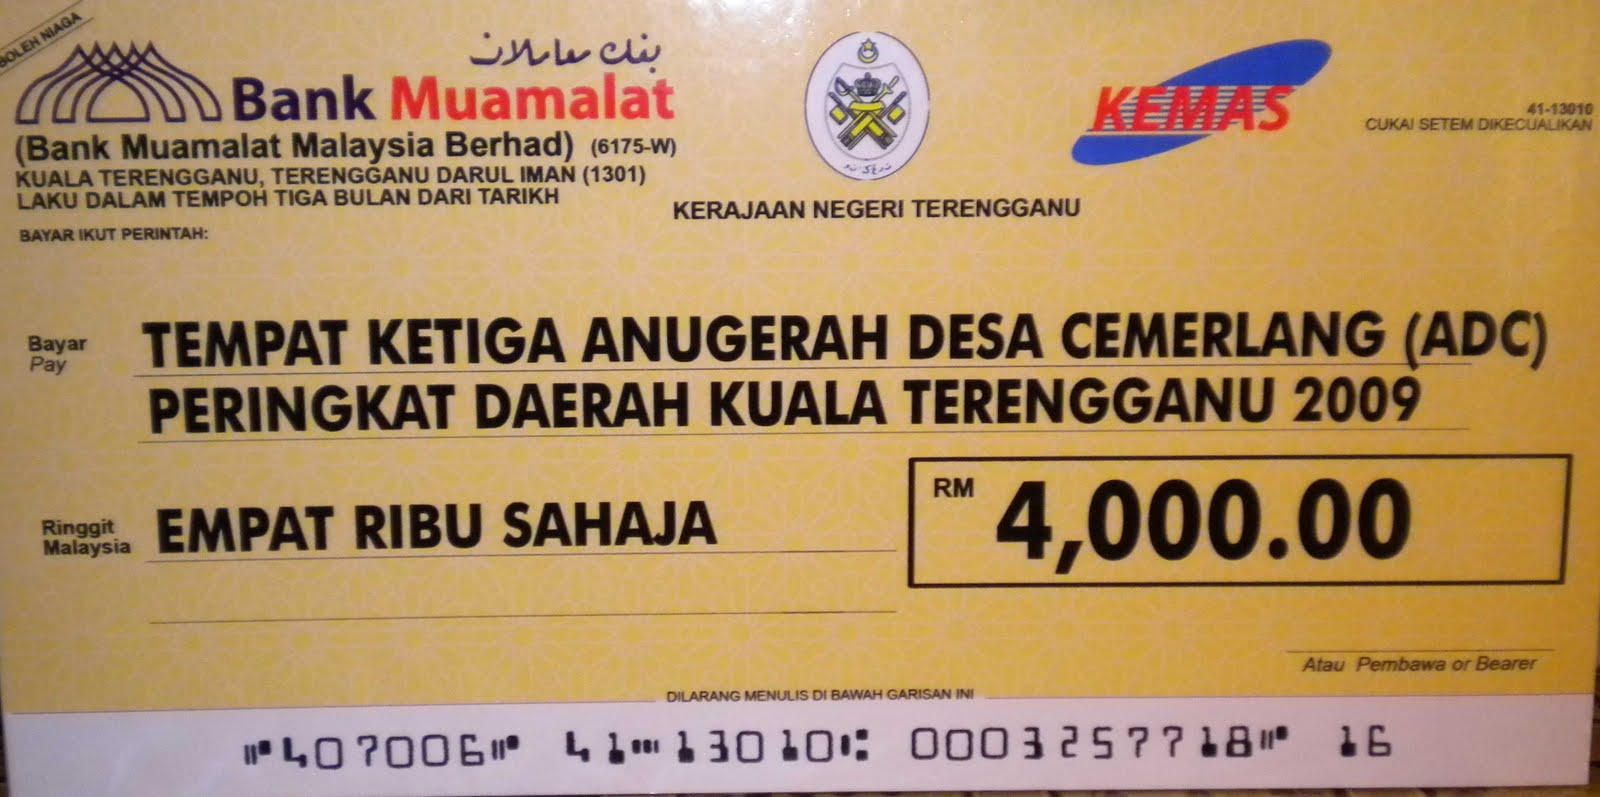 BOLEH NIAGA
بنك معاملات
Bank Muamalat
(Bank Muamalat Malaysia Berhad) (6175-W)
KUALA TERENGGANU, TERENGGANU DARUL IMAN (1301)
LAKU DALAM TEMPOH TIGA BULAN DARI TARIKH
BAYAR IKUT PERINTAH:
KERAJAAN NEGERI TERENGGANU
KEMAS
41-13010
CUKAI SETEM DIKECUALIKAN
Bayar
Pay
TEMPAT KETIGA ANUGERAH DESA CEMERLANG (ADC)
PERINGKAT DAERAH KUALA TERENGGANU 2009
Ringgit
Malaysia
EMPAT RIBU SAHAJA
RM 4,000.00
Atau Pembawa or Bearer
DILARANG MENULIS DI BAWAH GARISAN INI
⑈407006⑈ 41⑉13010⑆ 0003257718⑈ 16